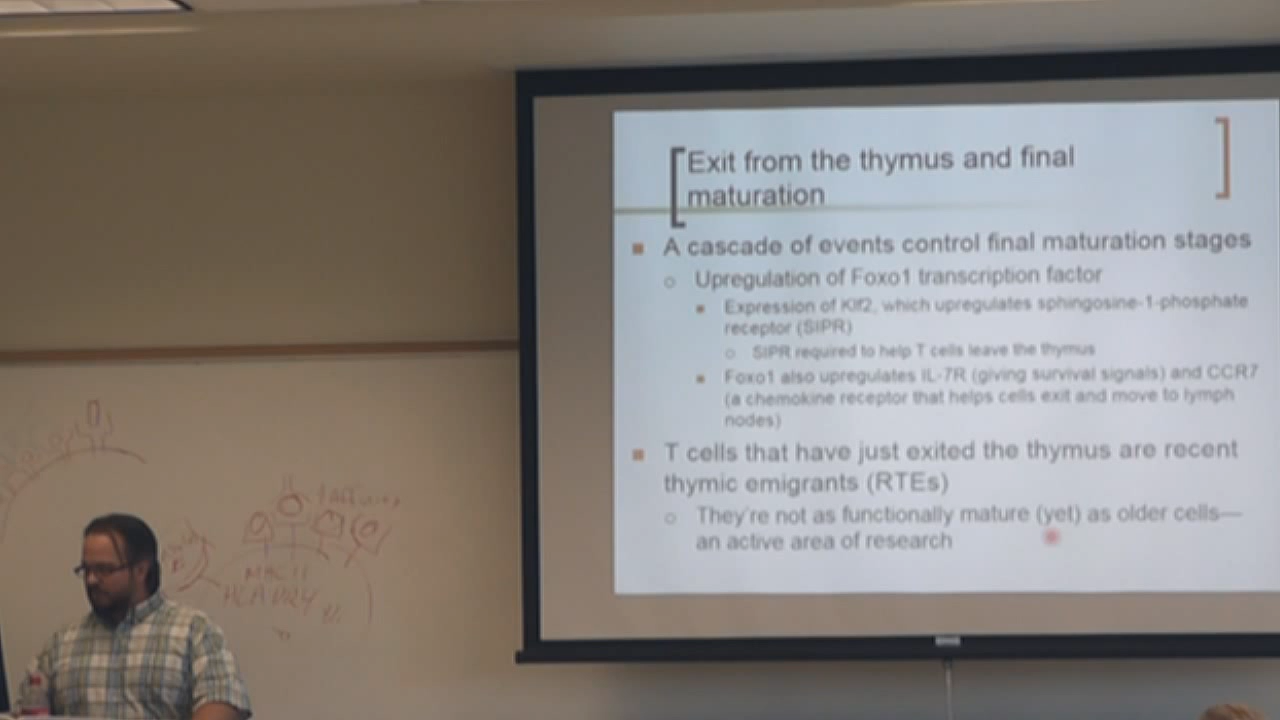 Exit from the thymus and final
maturation
A cascade of events control final maturation stages
Upregulation of Foxo1 transcription factor
Expression of Klf2, which upregulates sphingosine-1-phosphate
receptor (SIPR)
SIPR required to help T cells leave the thymus
Foxo1 also upregulates IL-7R (giving survival signals) and CCR7
(a chemokine receptor that helps cells exit and move to lymph
nodes)
T cells that have just exited the thymus are recent
thymic emigrants (RTEs)
They're not as functionally mature (yet) as older cells—
an active area of research
MHC II
HLA DR4